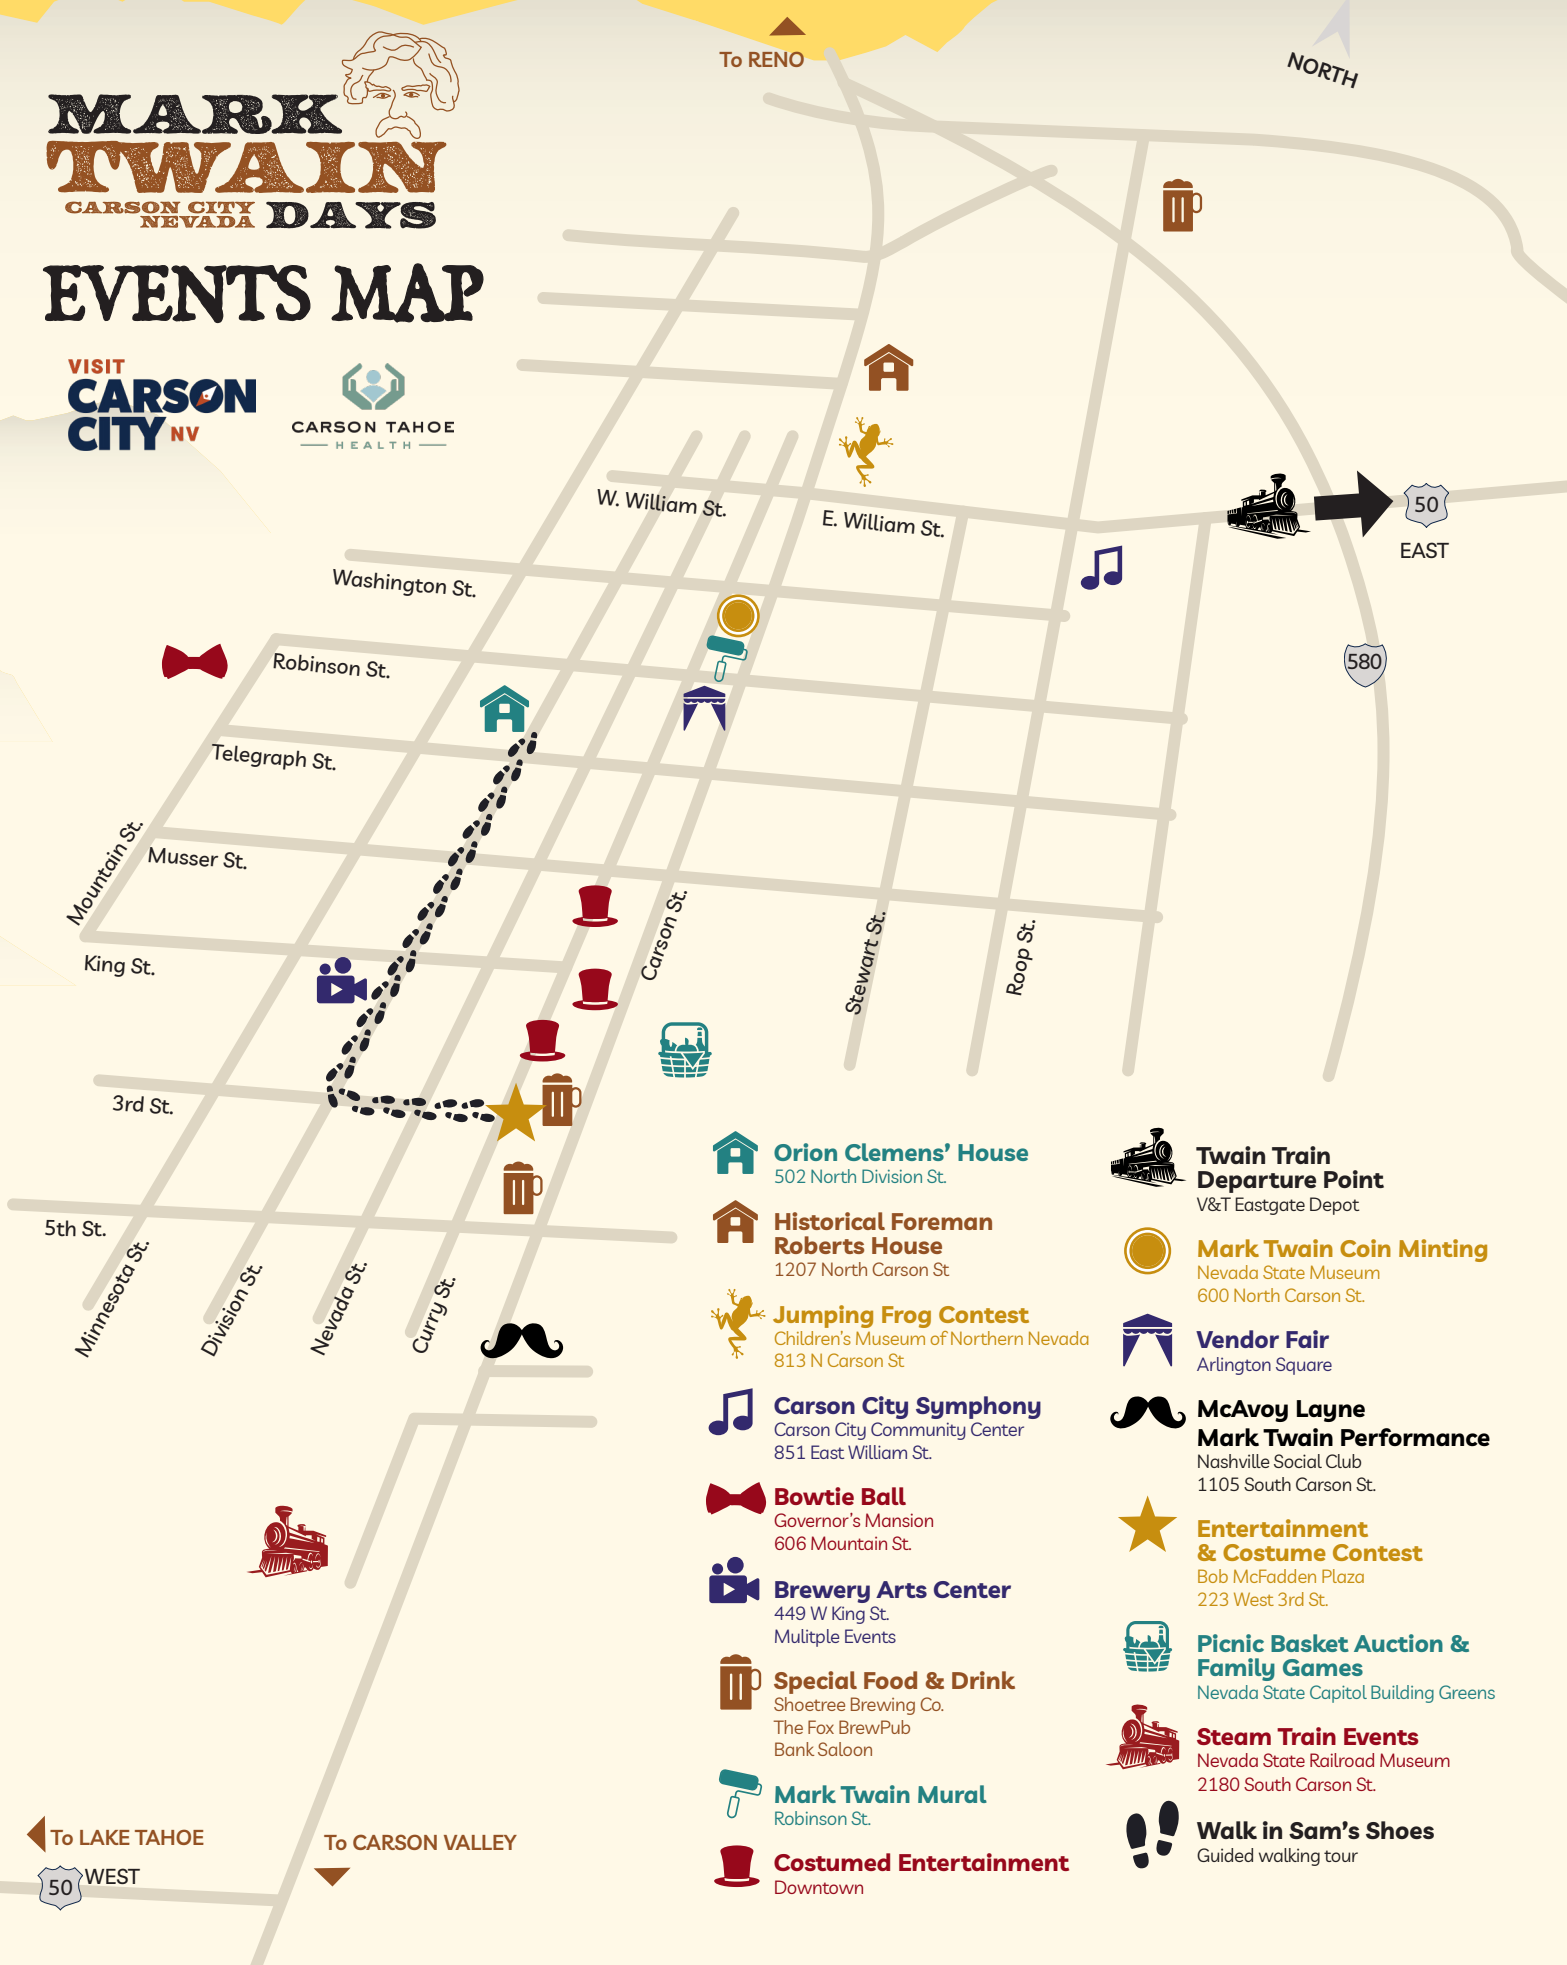 To RENO
NORTH
MARK
TWAIN
CARSON CITY
NEVADA
DAYS
EVENTS MAP
VISIT
CARSON
CITY NV
CARSON TAHOE
HEALTH
W. William St.
E. William St.
50
EAST
Washington St.
Robinson St.
580
Telegraph St.
Mountain St.
Musser St.
Carson St.
Stewart St.
Roop St.
King St.
3rd St.
5th St.
Minnesota St.
Division St.
Nevada St.
Curry St.
To LAKE TAHOE
50
WEST
To CARSON VALLEY
Orion Clemens’ House
502 North Division St.
Historical Foreman
Roberts House
1207 North Carson St
Jumping Frog Contest
Children’s Museum of Northern Nevada
813 N Carson St
Carson City Symphony
Carson City Community Center
851 East William St.
Bowtie Ball
Governor’s Mansion
606 Mountain St.
Brewery Arts Center
449 W King St.
Mulitple Events
Special Food & Drink
Shoetree Brewing Co.
The Fox BrewPub
Bank Saloon
Mark Twain Mural
Robinson St.
Costumed Entertainment
Downtown
Twain Train
Departure Point
V&T Eastgate Depot
Mark Twain Coin Minting
Nevada State Museum
600 North Carson St.
Vendor Fair
Arlington Square
McAvoy Layne
Mark Twain Performance
Nashville Social Club
1105 South Carson St.
Entertainment
& Costume Contest
Bob McFadden Plaza
223 West 3rd St.
Picnic Basket Auction &
Family Games
Nevada State Capitol Building Greens
Steam Train Events
Nevada State Railroad Museum
2180 South Carson St.
Walk in Sam’s Shoes
Guided walking tour